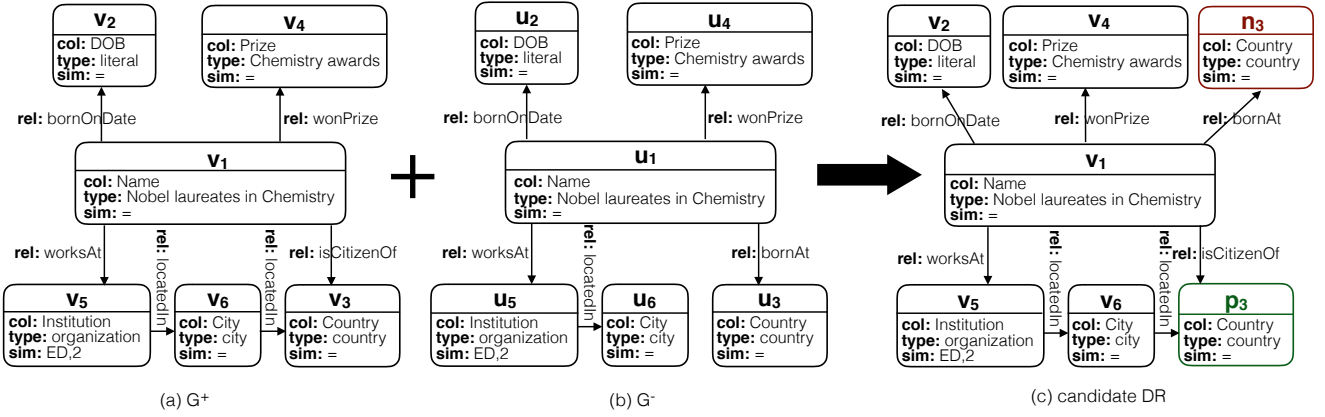 v2
col: DOB
type: literal
sim: =
v4
col: Prize
type: Chemistry awards
sim: =
rel: bornOnDate
rel: wonPrize
v1
col: Name
type: Nobel laureates in Chemistry
sim: =
rel: worksAt
rel: locatedIn
rel: locatedIn
rel: isCitizenOf
v5
col: Institution
type: organization
sim: ED,2
v6
col: City
type: city
sim: =
v3
col: Country
type: country
sim: =
(a) G+
+
u2
col: DOB
type: literal
sim: =
u4
col: Prize
type: Chemistry awards
sim: =
rel: bornOnDate
rel: wonPrize
u1
col: Name
type: Nobel laureates in Chemistry
sim: =
rel: worksAt
rel: locatedIn
rel: bornAt
u5
col: Institution
type: organization
sim: ED,2
u6
col: City
type: city
sim: =
u3
col: Country
type: country
sim: =
(b) G-
v2
col: DOB
type: literal
sim: =
v4
col: Prize
type: Chemistry awards
sim: =
n3
col: Country
type: country
sim: =
rel: bornOnDate
rel: wonPrize
rel: bornAt
v1
col: Name
type: Nobel laureates in Chemistry
sim: =
rel: worksAt
rel: locatedIn
rel: locatedIn
rel: isCitizenOf
v5
col: Institution
type: organization
sim: ED,2
v6
col: City
type: city
sim: =
p3
col: Country
type: country
sim: =
(c) candidate DR